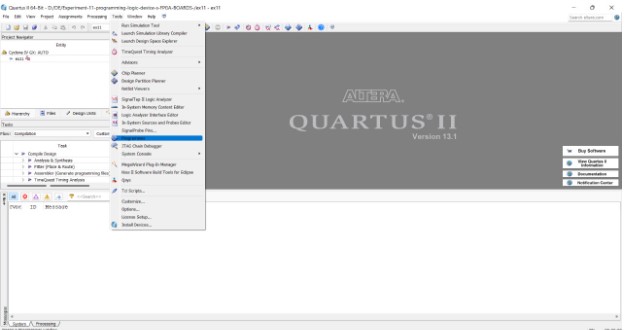 Quartus II 64-Bit - D:/DE/Experiment-11-programming-logic-device-s-FPGA-BOARDS-/ex11 - ex11
File Edit View Project Assignments Processing Tools Window Help
Search altera.com
ex11
Project Navigator
Entity
Cyclone IV GX: AUTO
ex11
Hierarchy Files Design Units
Tasks
Flow: Compilation
Task
Compile Design
Analysis & Synthesis
Fitter (Place & Route)
Assembler (Generate programming files)
TimeQuest Timing Analysis
Run Simulation Tool
Launch Simulation Library Compiler
Launch Design Space Explorer
TimeQuest Timing Analyzer
Advisors
Chip Planner
Design Partition Planner
Netlist Viewers
SignalTap II Logic Analyzer
In-System Memory Content Editor
Logic Analyzer Interface Editor
In-System Sources and Probes Editor
SignalProbe Pins...
Programmer
JTAG Chain Debugger
System Console
MegaWizard Plug-In Manager
Nios II Software Build Tools for Eclipse
Qsys
Tcl Scripts...
Customize...
Options...
License Setup...
Install Devices...
ALTERA
QUARTUS® II
Version 13.1
Buy Software
View Quartus II
Information
Documentation
Notification Center
<<Search>>
Type ID Message
Messages
System Processing